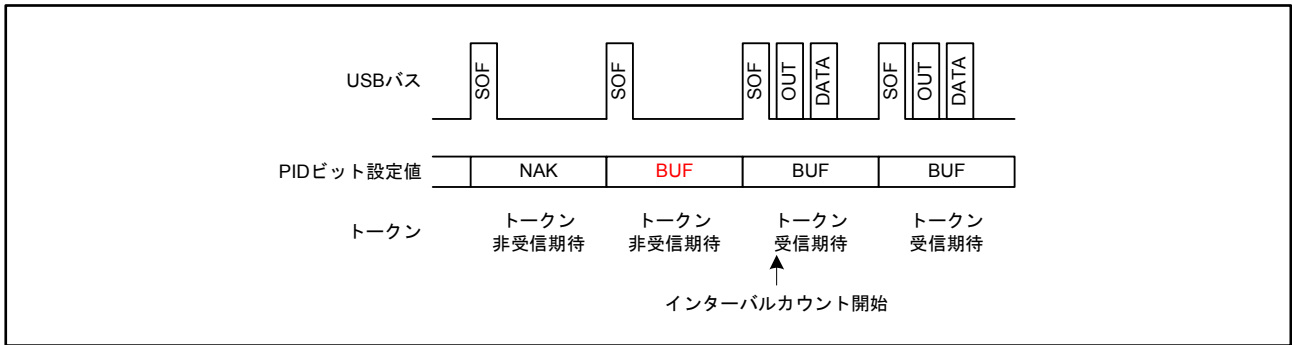 USBバス
SOF
SOF
SOF
OUT
DATA
SOF
OUT
DATA
PIDビット設定値
NAK
BUF
BUF
BUF
トークン
トークン
非受信期待
トークン
非受信期待
トークン
受信期待
トークン
受信期待
インターバルカウント開始